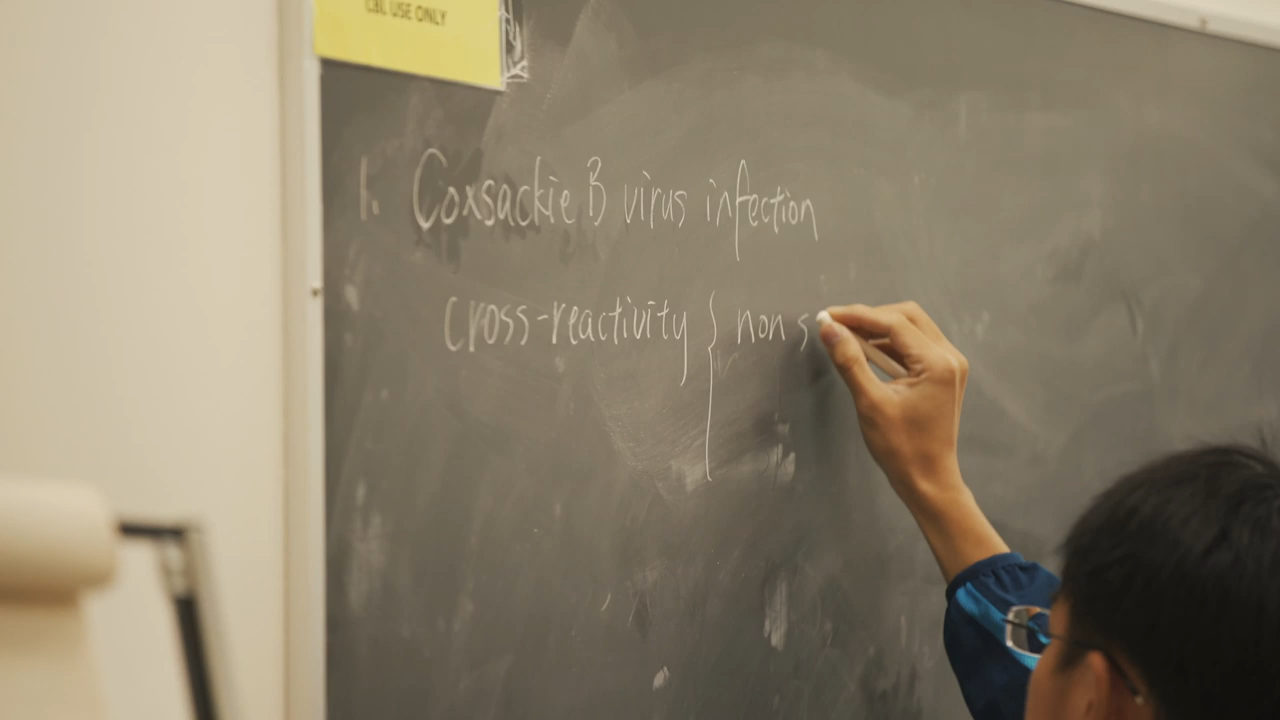 CBL USE ONLY
1. Coxsackie B virus infection
cross-reactivity } non s